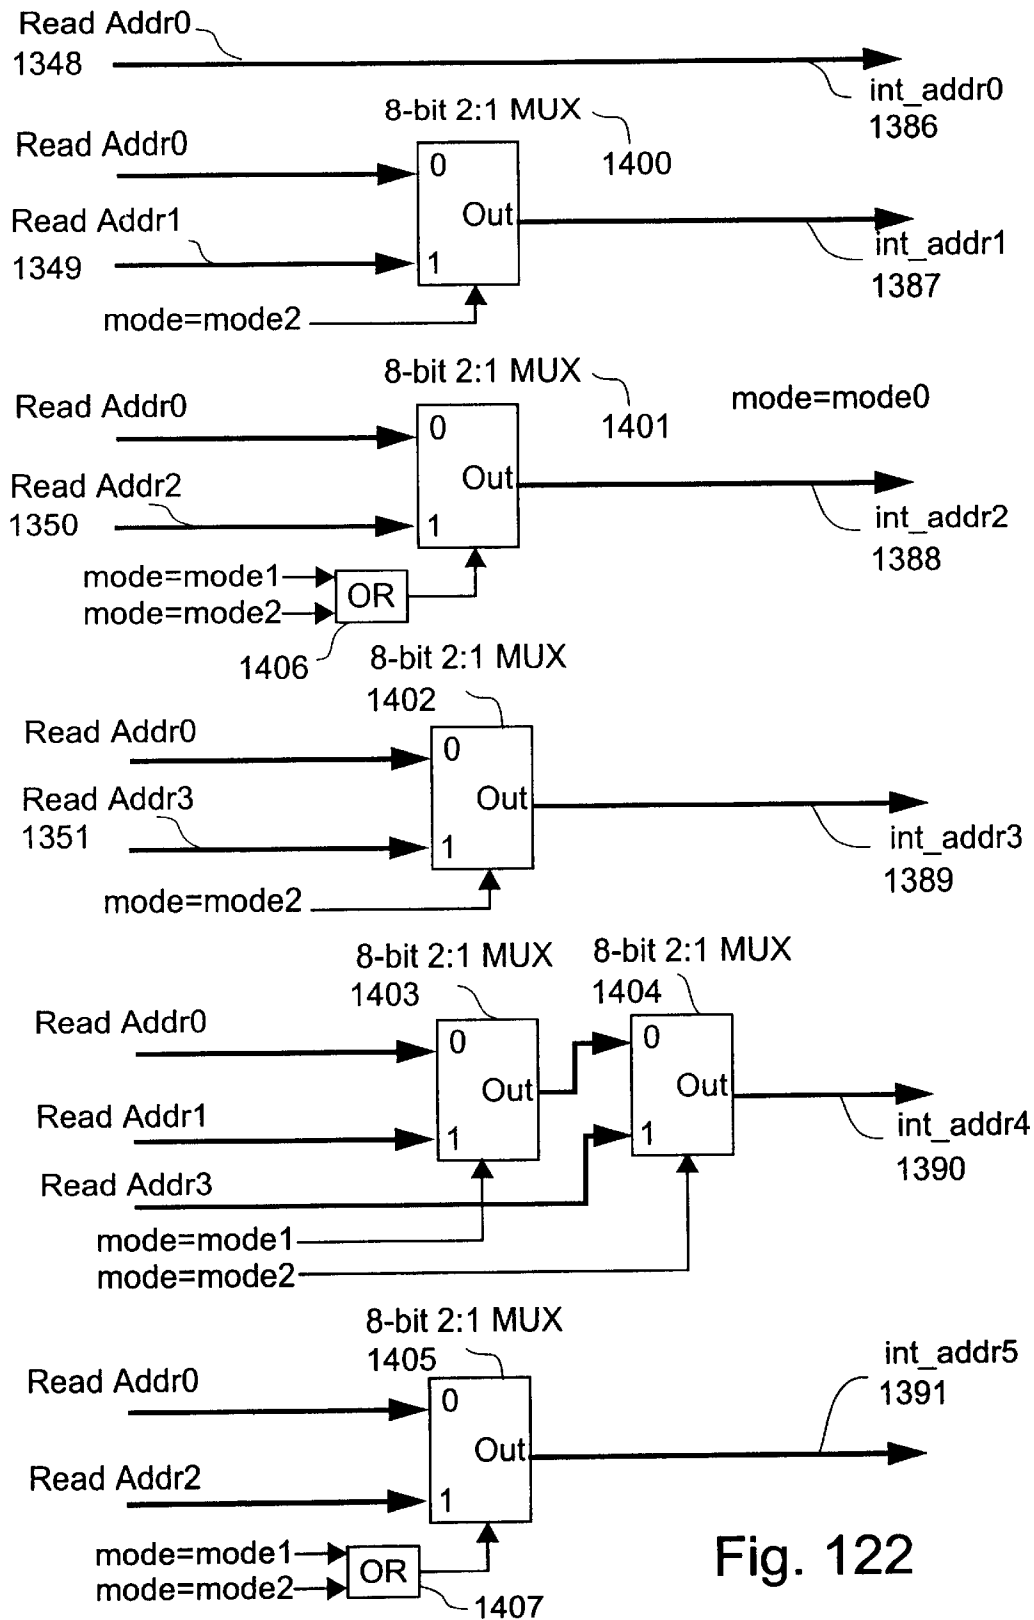 Read Addr0
1348
int_addr0
1386
8-bit 2:1 MUX
1400
Read Addr0
0
Out
Read Addr1
1349
1
int_addr1
1387
mode=mode2
8-bit 2:1 MUX
1401
mode=mode0
Read Addr0
0
Out
Read Addr2
1350
1
int_addr2
1388
mode=mode1
mode=mode2
OR
1406
8-bit 2:1 MUX
1402
Read Addr0
0
Out
Read Addr3
1351
1
int_addr3
1389
mode=mode2
8-bit 2:1 MUX
1403
8-bit 2:1 MUX
1404
Read Addr0
0
Out
Read Addr1
1
0
Out
1
int_addr4
1390
Read Addr3
mode=mode1
mode=mode2
8-bit 2:1 MUX
1405
int_addr5
1391
Read Addr0
0
Out
Read Addr2
1
mode=mode1
mode=mode2
OR
1407
Fig. 122